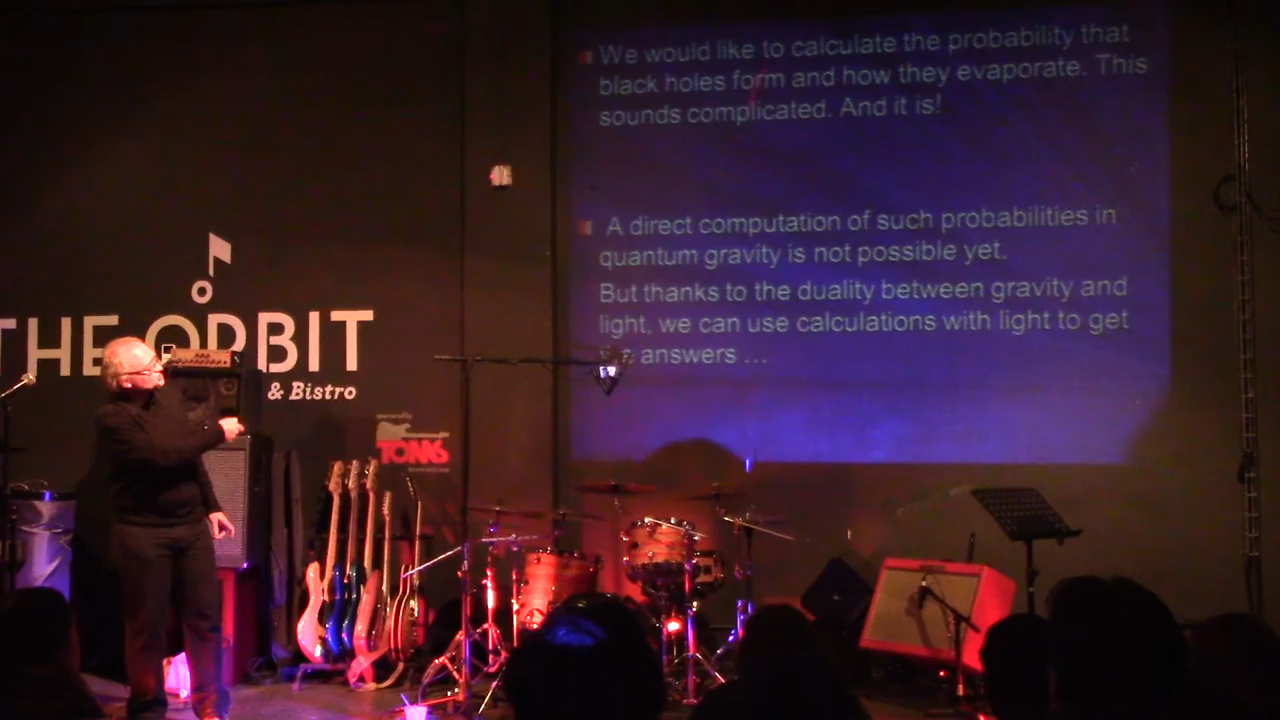 We would like to calculate the probability that
black holes form and how they evaporate. This
sounds complicated. And it is!
A direct computation of such probabilities in
quantum gravity is not possible yet.
But thanks to the duality between gravity and
light, we can use calculations with light to get
the answers ...
THE ORBIT
& Bistro
TOMS